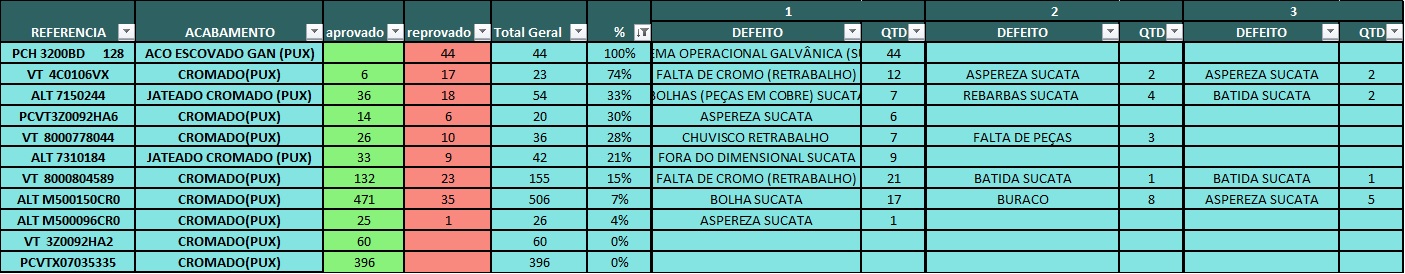 1 2 3
REFERENCIA ACABAMENTO aprovado reprovado Total Geral % DEFEITO QTD DEFEITO QTD DEFEITO QTD
PCH 3200BD 128 ACO ESCOVADO GAN (PUX) 44 44 100% EMA OPERACIONAL GALVÂNICA (SU 44
VT 4C0106VX CROMADO(PUX) 6 17 23 74% FALTA DE CROMO (RETRABALHO) 12 ASPEREZA SUCATA 2 ASPEREZA SUCATA 2
ALT 7150244 JATEADO CROMADO (PUX) 36 18 54 33% BOLHAS (PEÇAS EM COBRE) SUCATA 7 REBARBAS SUCATA 4 BATIDA SUCATA 2
PCVT3Z0092HA6 CROMADO(PUX) 14 6 20 30% ASPEREZA SUCATA 6
VT 8000778044 CROMADO(PUX) 26 10 36 28% CHUVISCO RETRABALHO 7 FALTA DE PEÇAS 3
ALT 7310184 JATEADO CROMADO (PUX) 33 9 42 21% FORA DO DIMENSIONAL SUCATA 9
VT 8000804589 CROMADO(PUX) 132 23 155 15% FALTA DE CROMO (RETRABALHO) 21 BATIDA SUCATA 1 BATIDA SUCATA 1
ALT M500150CR0 CROMADO(PUX) 471 35 506 7% BOLHA SUCATA 17 BURACO 8 ASPEREZA SUCATA 5
ALT M500096CR0 CROMADO(PUX) 25 1 26 4% ASPEREZA SUCATA 1
VT 3Z0092HA2 CROMADO(PUX) 60 60 0%
PCVTX07035335 CROMADO(PUX) 396 396 0%